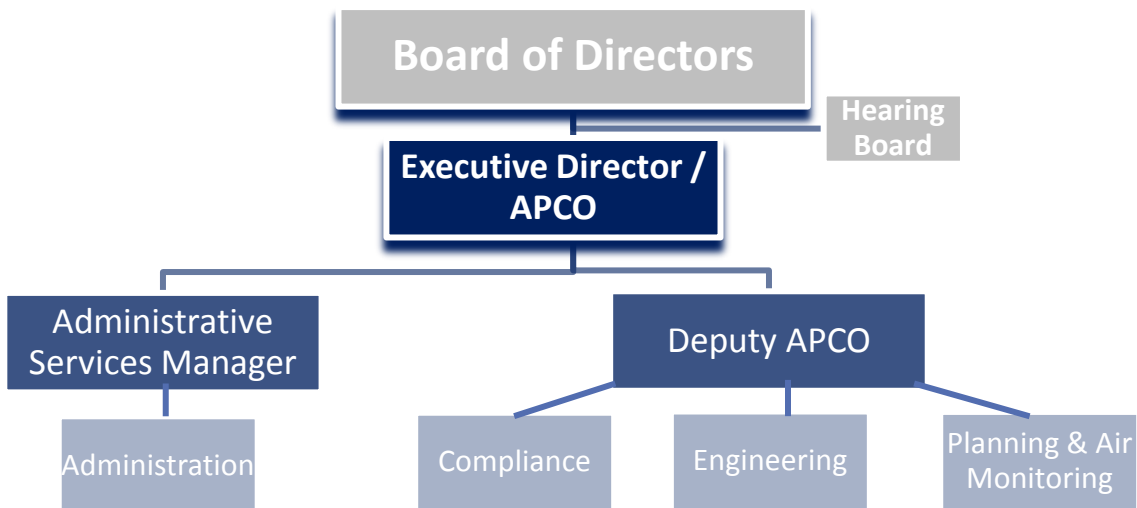 Board of Directors
Hearing
Board
Executive Director /
APCO
Administrative
Services Manager
Deputy APCO
Administration
Compliance
Engineering
Planning & Air
Monitoring